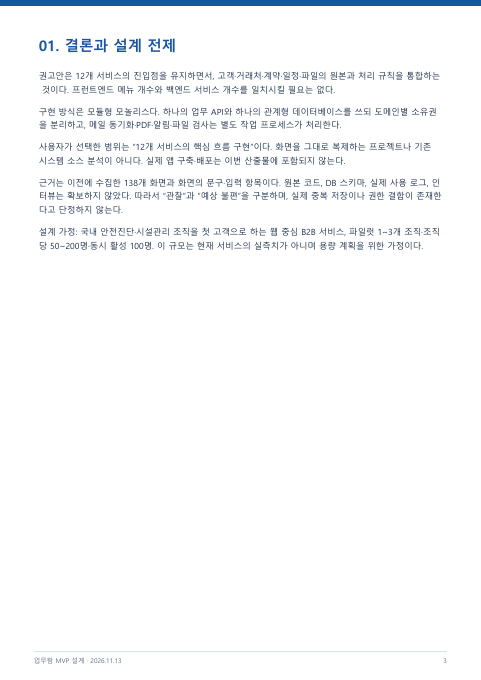 01. 결론과 설계 전제
권고안은 12개 서비스의 진입점을 유지하면서, 고객·거래처·계약·일정·파일의 원본과 처리 규칙을 통합하는
것이다. 프런트엔드 메뉴 개수와 백엔드 서비스 개수를 일치시킬 필요는 없다.
구현 방식은 모듈형 모놀리스다. 하나의 업무 API와 하나의 관계형 데이터베이스를 쓰되 도메인별 소유권
을 분리하고, 메일 동기화·PDF·알림·파일 검사는 별도 작업 프로세스가 처리한다.
사용자가 선택한 범위는 "12개 서비스의 핵심 흐름 구현"이다. 화면을 그대로 복제하는 프로젝트나 기존
시스템 소스 분석이 아니다. 실제 앱 구축·배포는 이번 산출물에 포함되지 않는다.
근거는 이전에 수집한 138개 화면과 화면의 문구·입력 항목이다. 원본 코드, DB 스키마, 실제 사용 로그, 인
터뷰는 확보하지 않았다. 따라서 "관찰"과 "예상 불편"을 구분하며, 실제 중복 저장이나 권한 결함이 존재한
다고 단정하지 않는다.
설계 가정: 국내 안전진단·시설관리 조직을 첫 고객으로 하는 웹 중심 B2B 서비스, 파일럿 1~3개 조직·조직
당 50~200명·동시 활성 100명. 이 규모는 현재 서비스의 실측치가 아니며 용량 계획을 위한 가정이다.
업무함 MVP 설계 · 2026.11.13
3